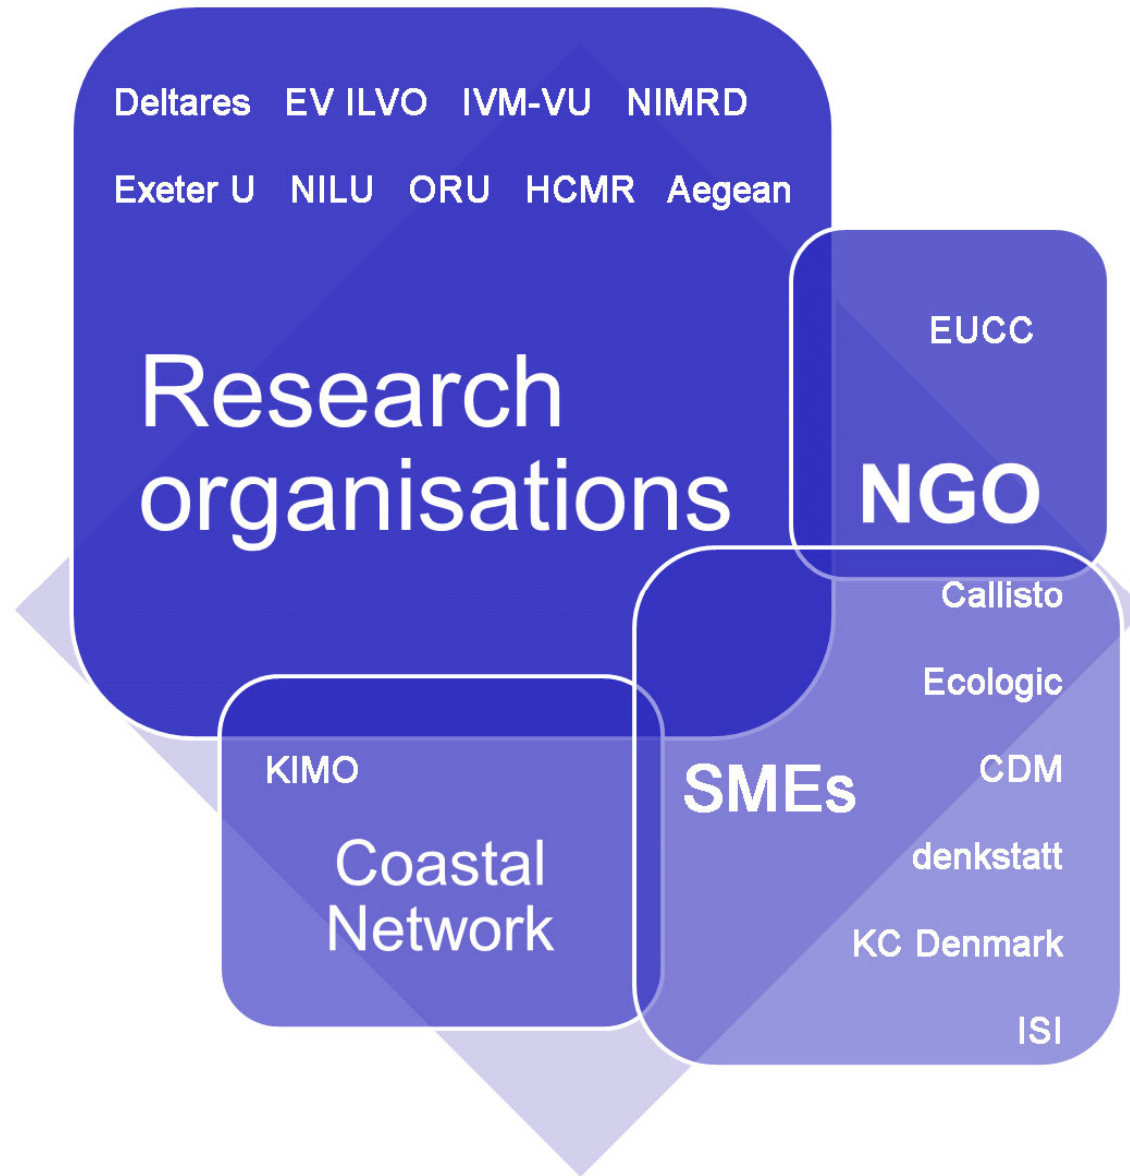 Deltares EV ILVO IVM-VU NIMRD
Exeter U NILU ORU HCMR Aegean
Research
organisations
EUCC
NGO
KIMO
Coastal
Network
SMEs
Callisto
Ecologic
CDM
denkstatt
KC Denmark
ISI